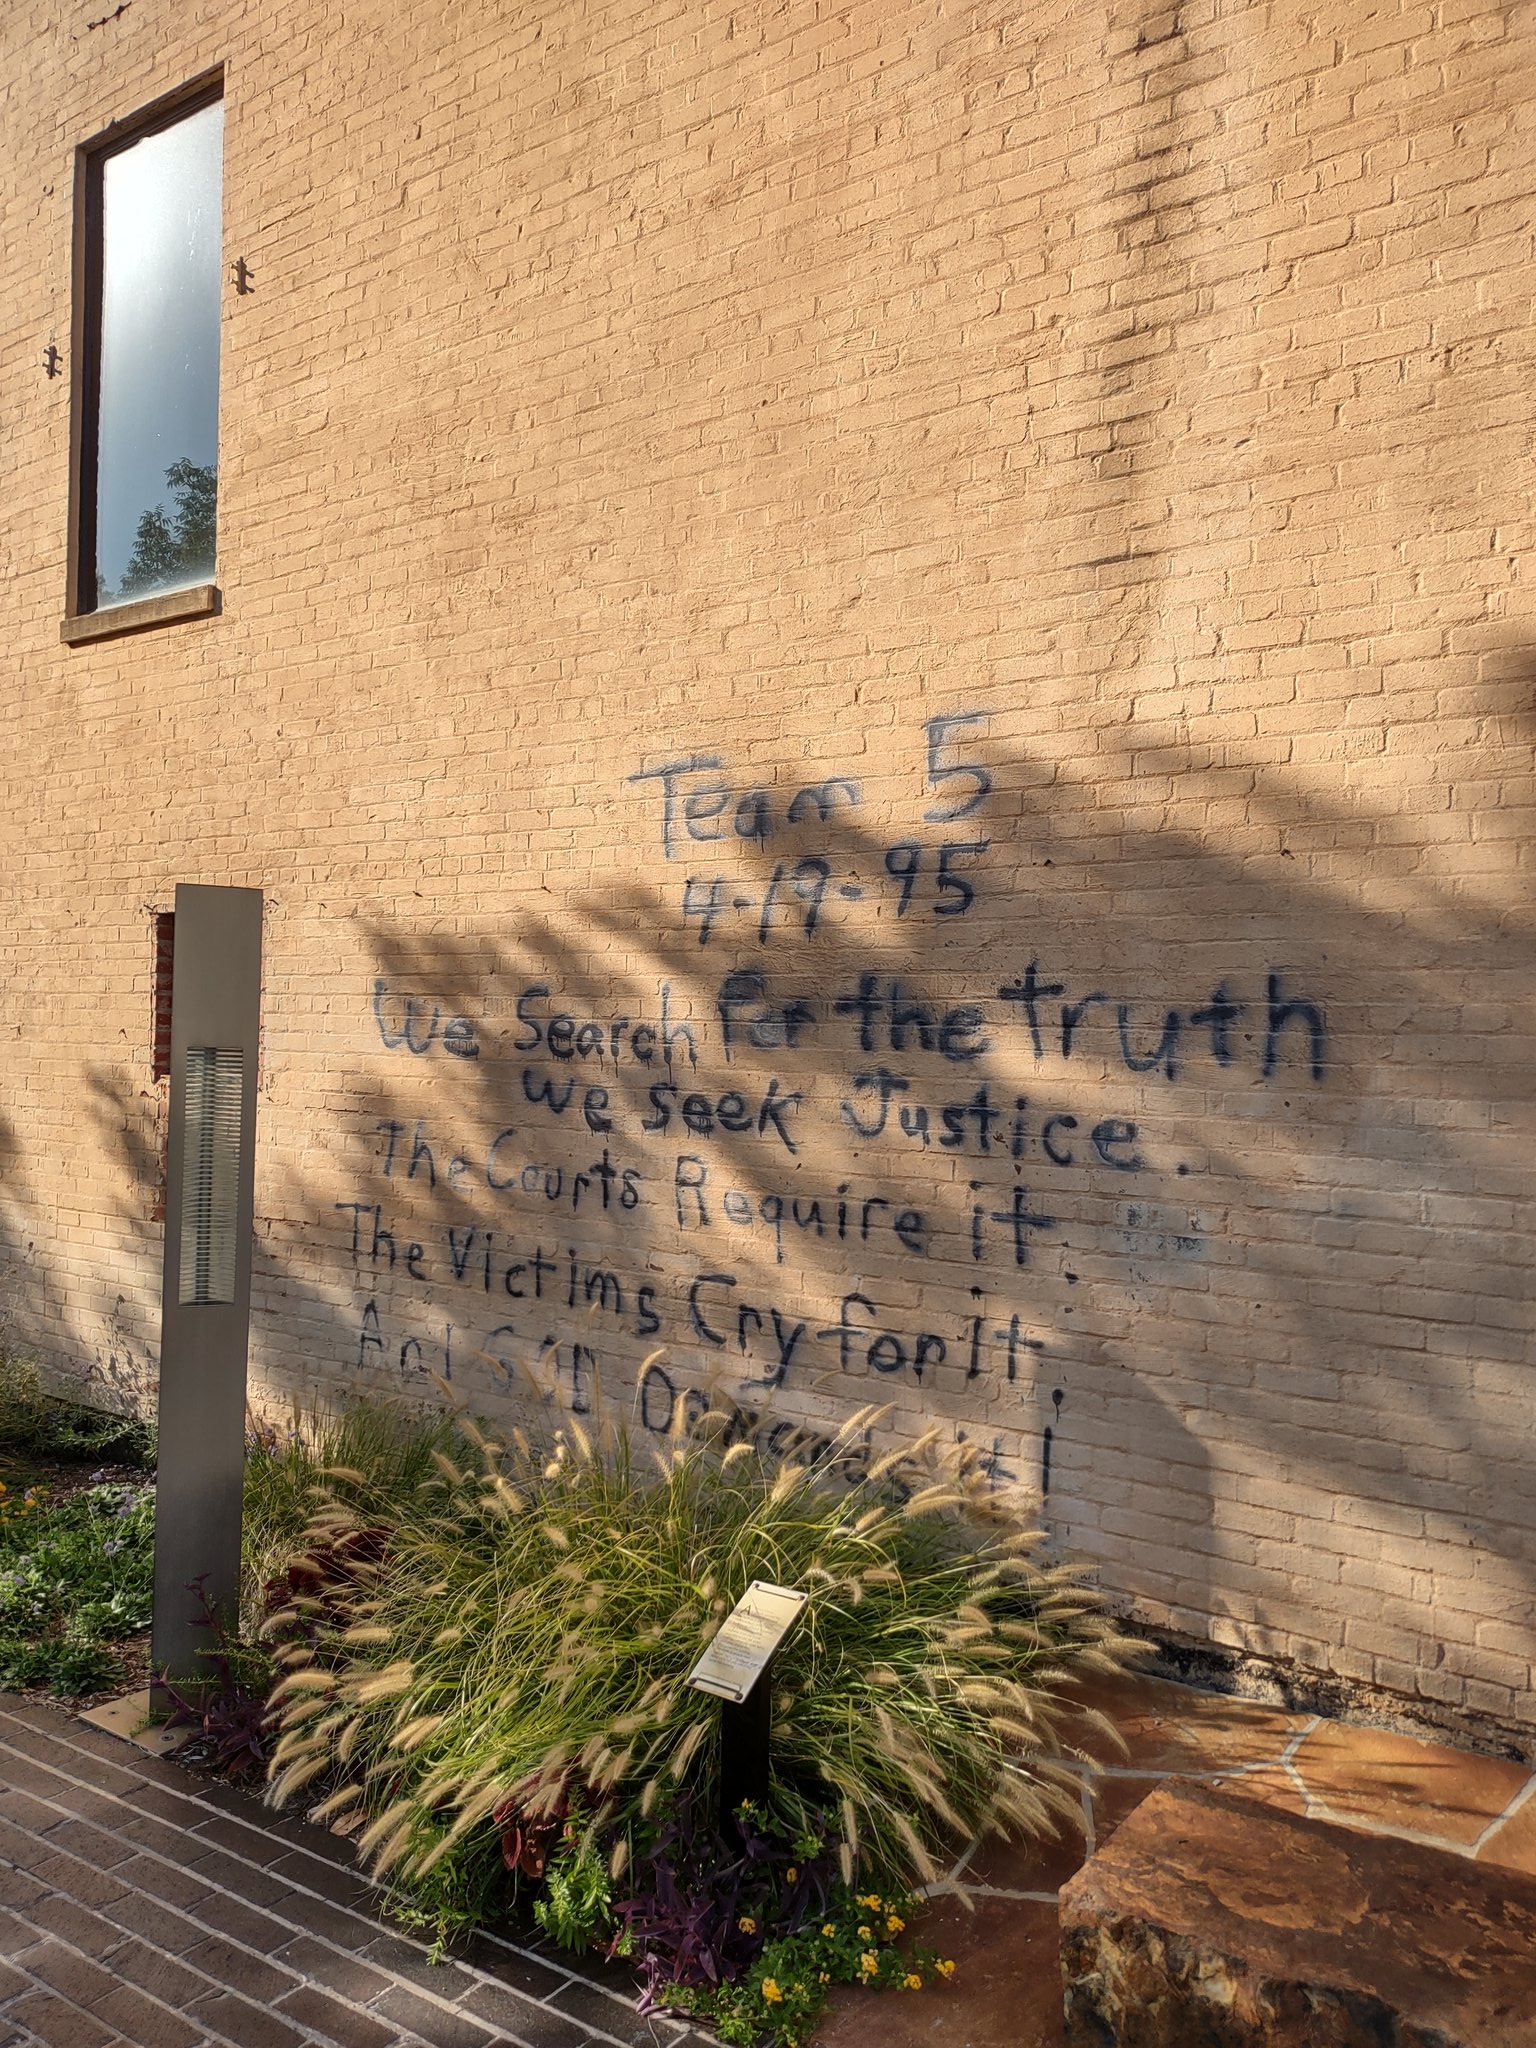 Team 5
4-19-95
We Search For the truth
We Seek Justice.
The Courts Require it.
The Victims Cry for It.
And GOD Demands it!